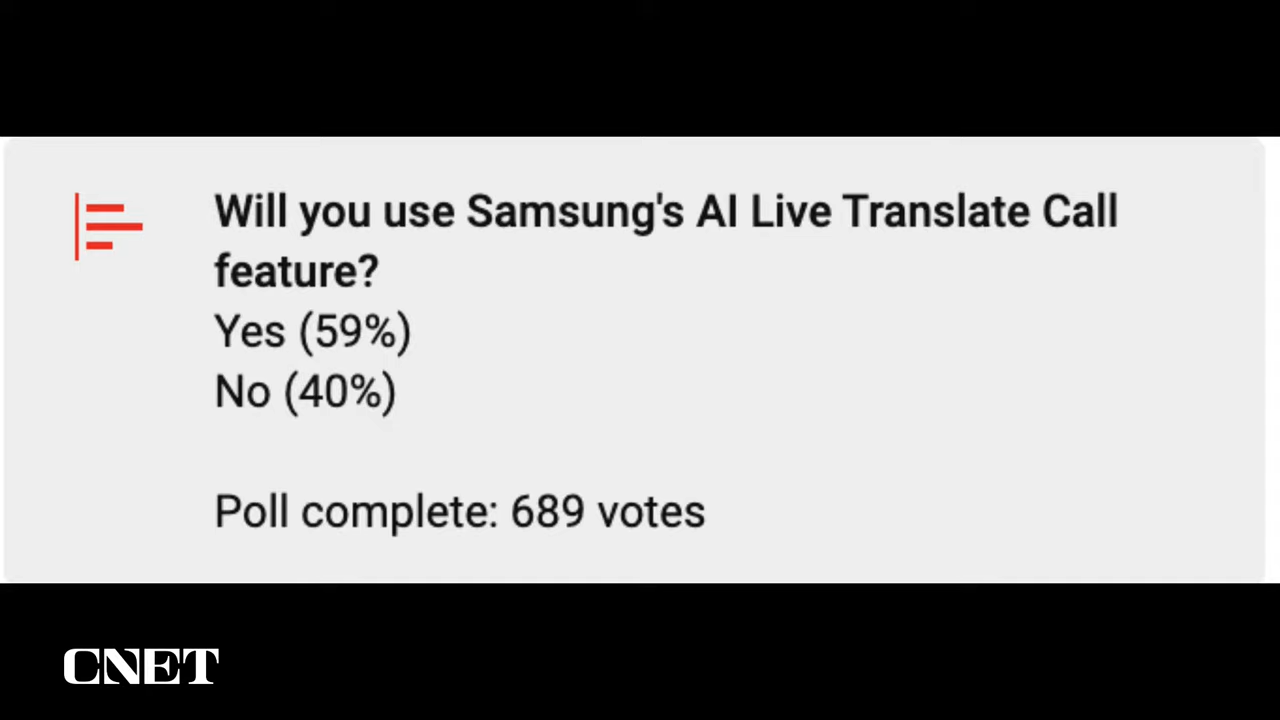 Will you use Samsung's AI Live Translate Call
feature?
Yes (59%)
No (40%)
Poll complete: 689 votes
CNET